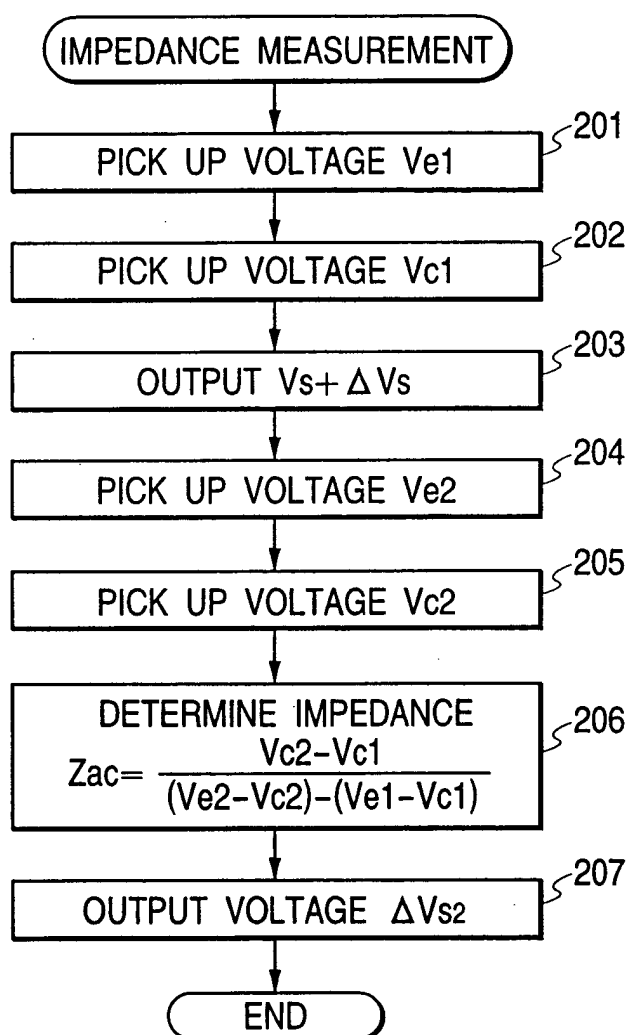 IMPEDANCE MEASUREMENT
201
PICK UP VOLTAGE Ve1
202
PICK UP VOLTAGE Vc1
203
OUTPUT Vs+ΔVs
204
PICK UP VOLTAGE Ve2
205
PICK UP VOLTAGE Vc2
206
DETERMINE IMPEDANCE
Zac= Vc2-Vc1
(Ve2-Vc2)-(Ve1-Vc1)
207
OUTPUT VOLTAGE ΔVs2
END